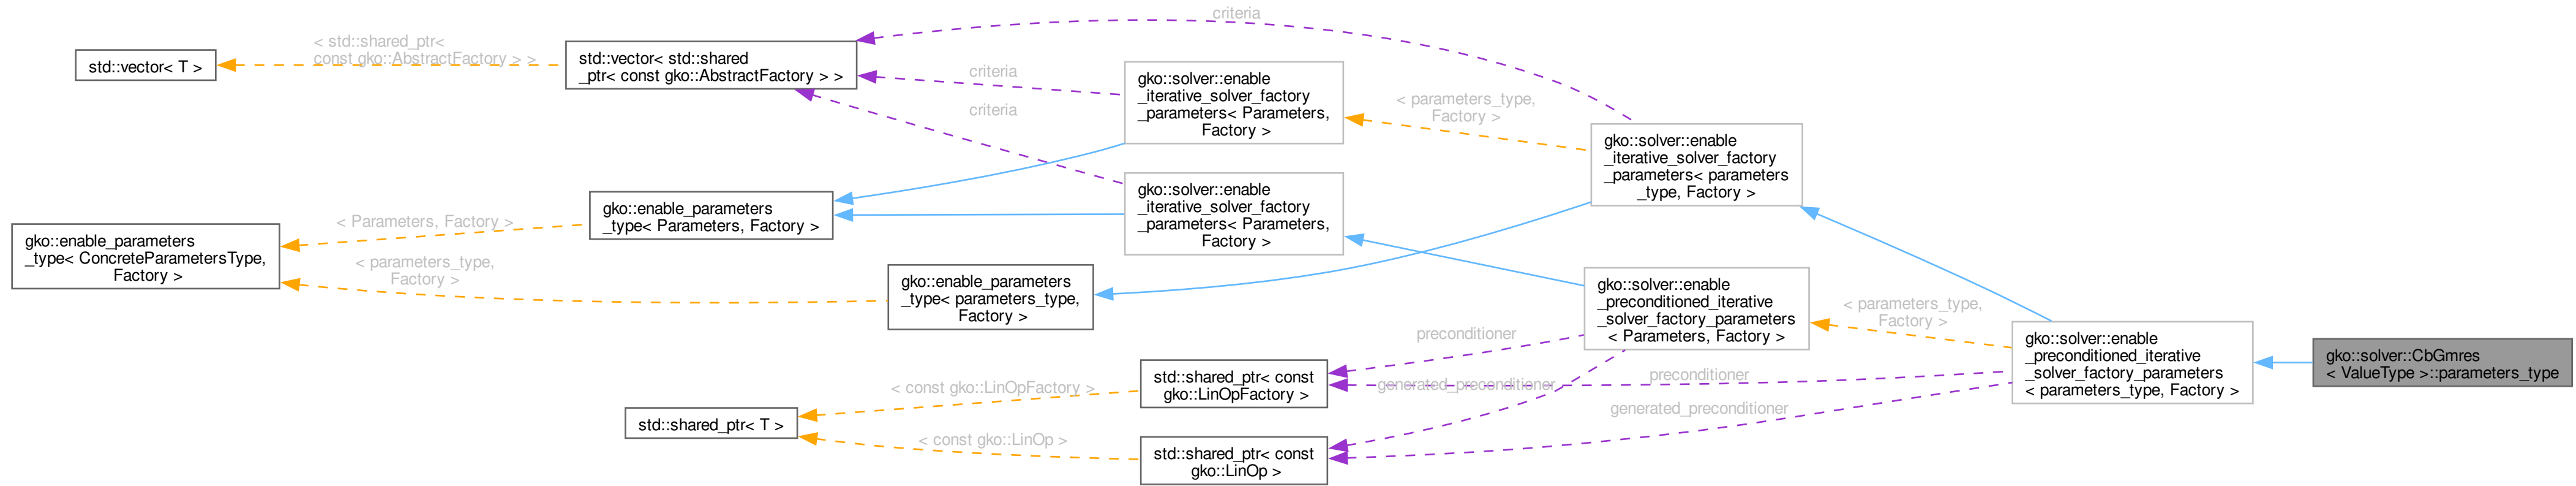 criteria
< std::shared_ptr<
const gko::AbstractFactory > >
std::vector< T >
std::vector< std::shared
_ptr< const gko::AbstractFactory > >
criteria
criteria
gko::solver::enable
_iterative_solver_factory
_parameters< Parameters,
Factory >
< parameters_type,
Factory >
gko::solver::enable
_iterative_solver_factory
_parameters< parameters
_type, Factory >
gko::solver::enable
_iterative_solver_factory
_parameters< Parameters,
Factory >
gko::enable_parameters
_type< Parameters, Factory >
< Parameters, Factory >
gko::enable_parameters
_type< ConcreteParametersType,
Factory >
< parameters_type,
Factory >
gko::enable_parameters
_type< parameters_type,
Factory >
gko::solver::enable
_preconditioned_iterative
_solver_factory_parameters
< Parameters, Factory >
< parameters_type,
Factory >
gko::solver::enable
_preconditioned_iterative
_solver_factory_parameters
< parameters_type, Factory >
gko::solver::CbGmres
< ValueType >::parameters_type
preconditioner
generated_preconditioner
preconditioner
generated_preconditioner
std::shared_ptr< const
gko::LinOpFactory >
< const gko::LinOpFactory >
std::shared_ptr< T >
< const gko::LinOp >
std::shared_ptr< const
gko::LinOp >